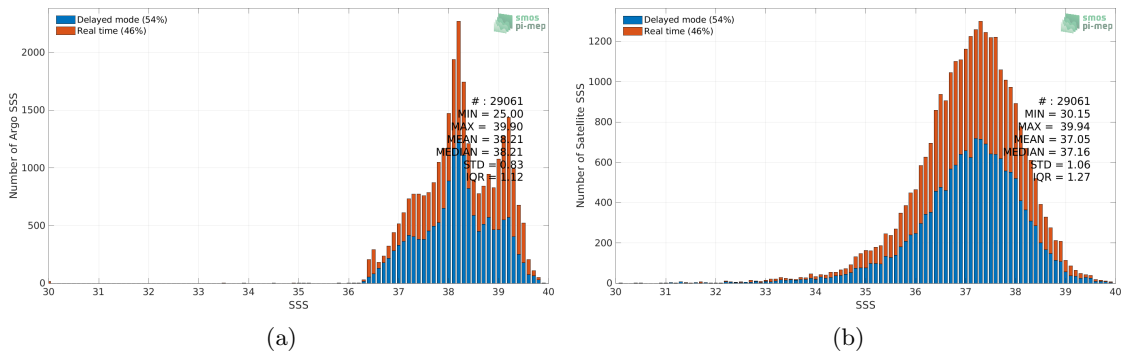 Delayed mode (54%)
Real time (46%)
smos
pi-mep
2000
1500
1000
500
0
Number of Argo SSS
# : 29061
MIN = 25.00
MAX = 39.90
MEAN = 38.21
MEDIAN = 38.21
STD = 0.83
IQR = 1.12
30 31 32 33 34 35 36 37 38 39 40
SSS
(a)
Delayed mode (54%)
Real time (46%)
smos
pi-mep
1200
1000
800
600
400
200
0
Number of Satellite SSS
# : 29061
MIN = 30.15
MAX = 39.94
MEAN = 37.05
MEDIAN = 37.16
STD = 1.06
IQR = 1.27
30 31 32 33 34 35 36 37 38 39 40
SSS
(b)